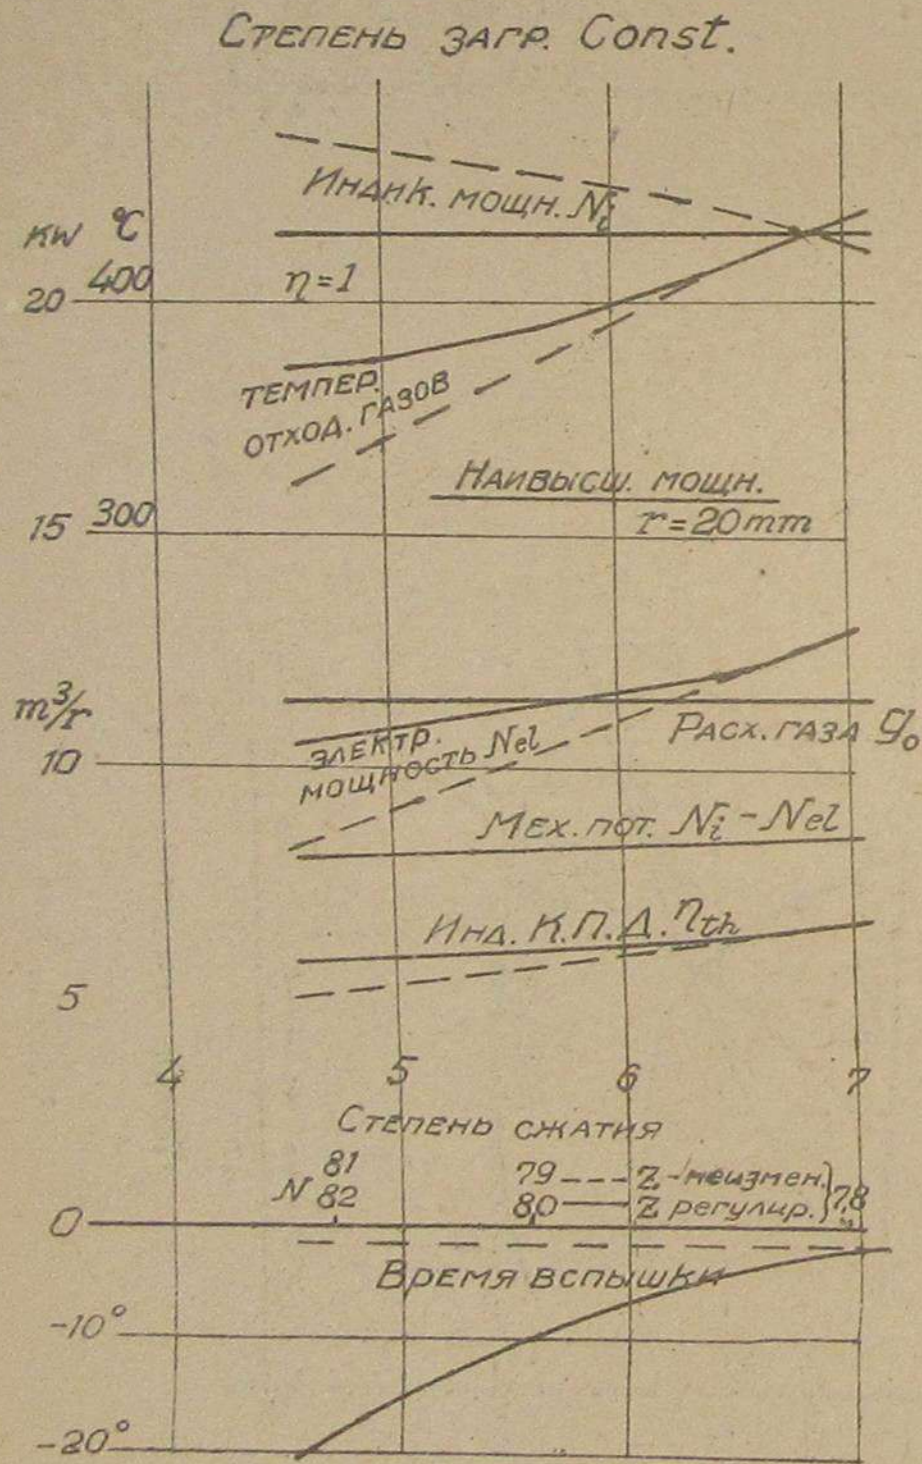 Степень загр. Const.
Индик. мощн. Ni
kw °C
400
20
η=1
темпер.
отход. газов
Наивысш. мощн.
r=20mm
15 300
m³/r
Расх. газа g₀
электр.
мощность Nel
10
Мех. пот. Ni - Nel
Инд. К.П.Д. ηth
5
4 5 6 7
Степень сжатия
81 79 Z - неизмен.
N 82 80 Z регулир. } 78
0
Время вспышки
-10°
-20°